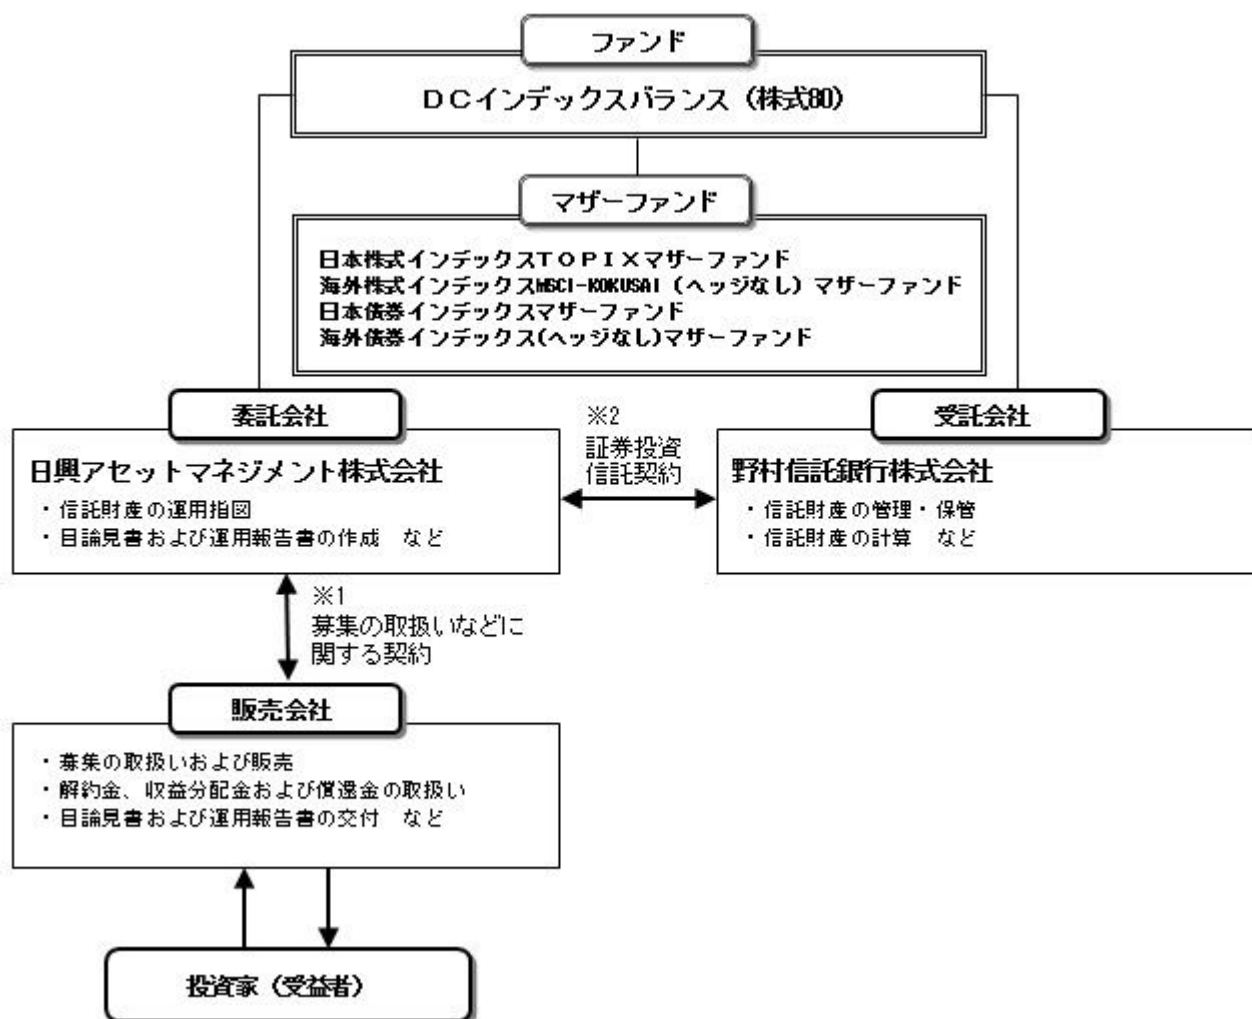 ファンド
ＤＣインデックスバランス（株式80）
マザーファンド
日本株式インデックスＴＯＰＩＸマザーファンド
海外株式インデックスMSCI-KOKUSAI（ヘッジなし）マザーファンド
日本債券インデックスマザーファンド
海外債券インデックス(ヘッジなし)マザーファンド
委託会社
日興アセットマネジメント株式会社
・信託財産の運用指図
・目論見書および運用報告書の作成　など
※2
証券投資
信託契約
受託会社
野村信託銀行株式会社
・信託財産の管理・保管
・信託財産の計算　など
※1
募集の取扱いなどに
関する契約
販売会社
・募集の取扱いおよび販売
・解約金、収益分配金および償還金の取扱い
・目論見書および運用報告書の交付　など
投資家（受益者）